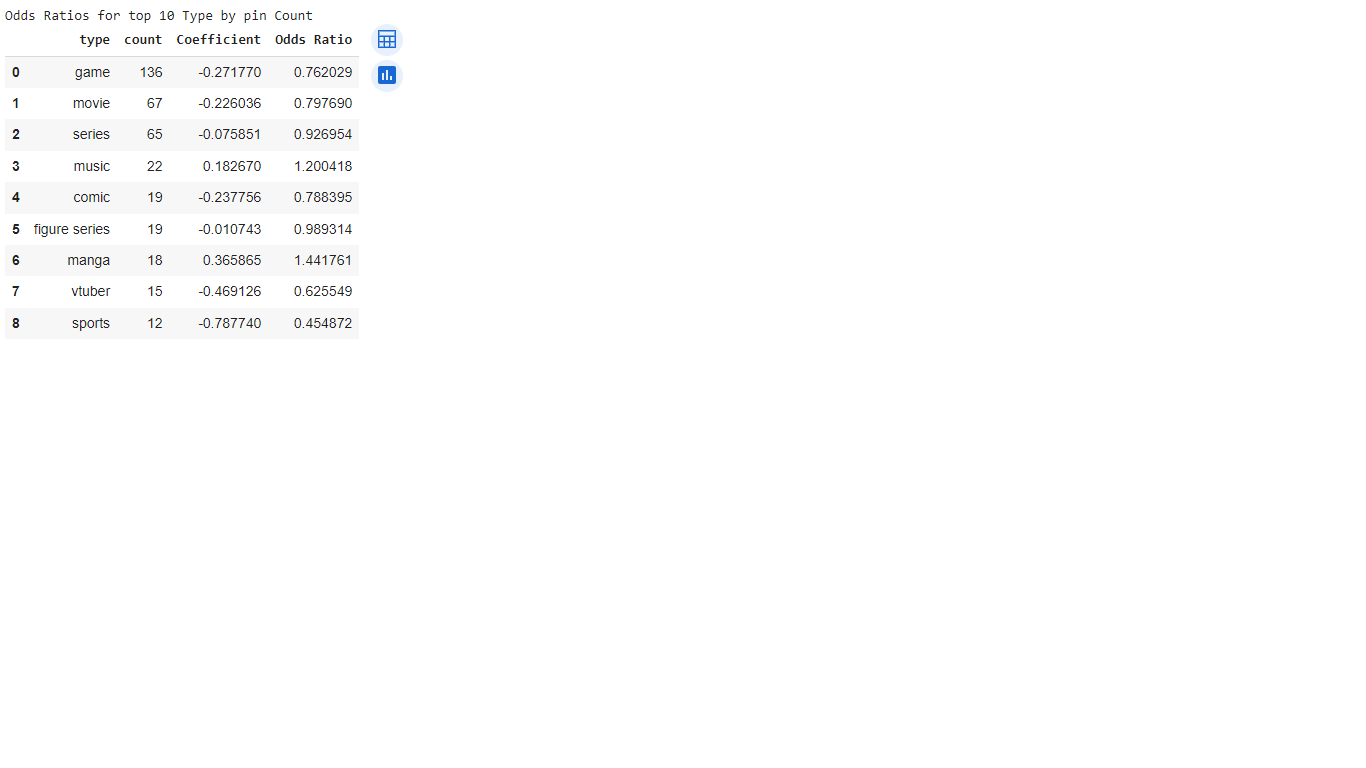 Odds Ratios for top 10 Type by pin Count
type count Coefficient Odds Ratio
0 game 136 -0.271770 0.762029
1 movie 67 -0.226036 0.797690
2 series 65 -0.075851 0.926954
3 music 22 0.182670 1.200418
4 comic 19 -0.237756 0.788395
5 figure series 19 -0.010743 0.989314
6 manga 18 0.365865 1.441761
7 vtuber 15 -0.469126 0.625549
8 sports 12 -0.787740 0.454872